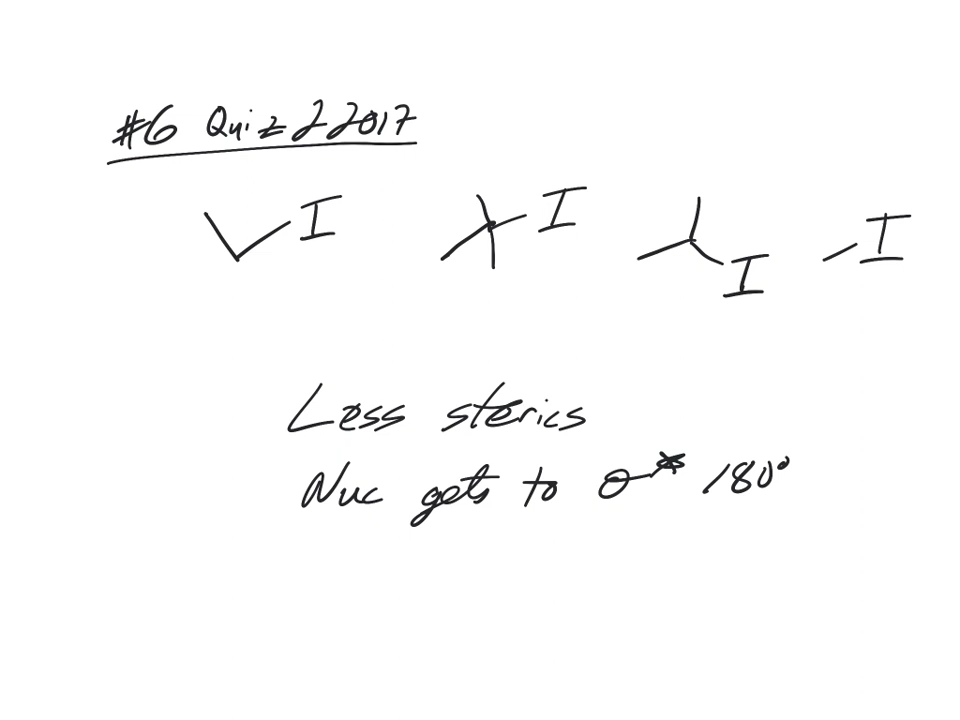 #6 Quiz 2 2017
I I I I
Less sterics
Nuc gets to σ* 180°